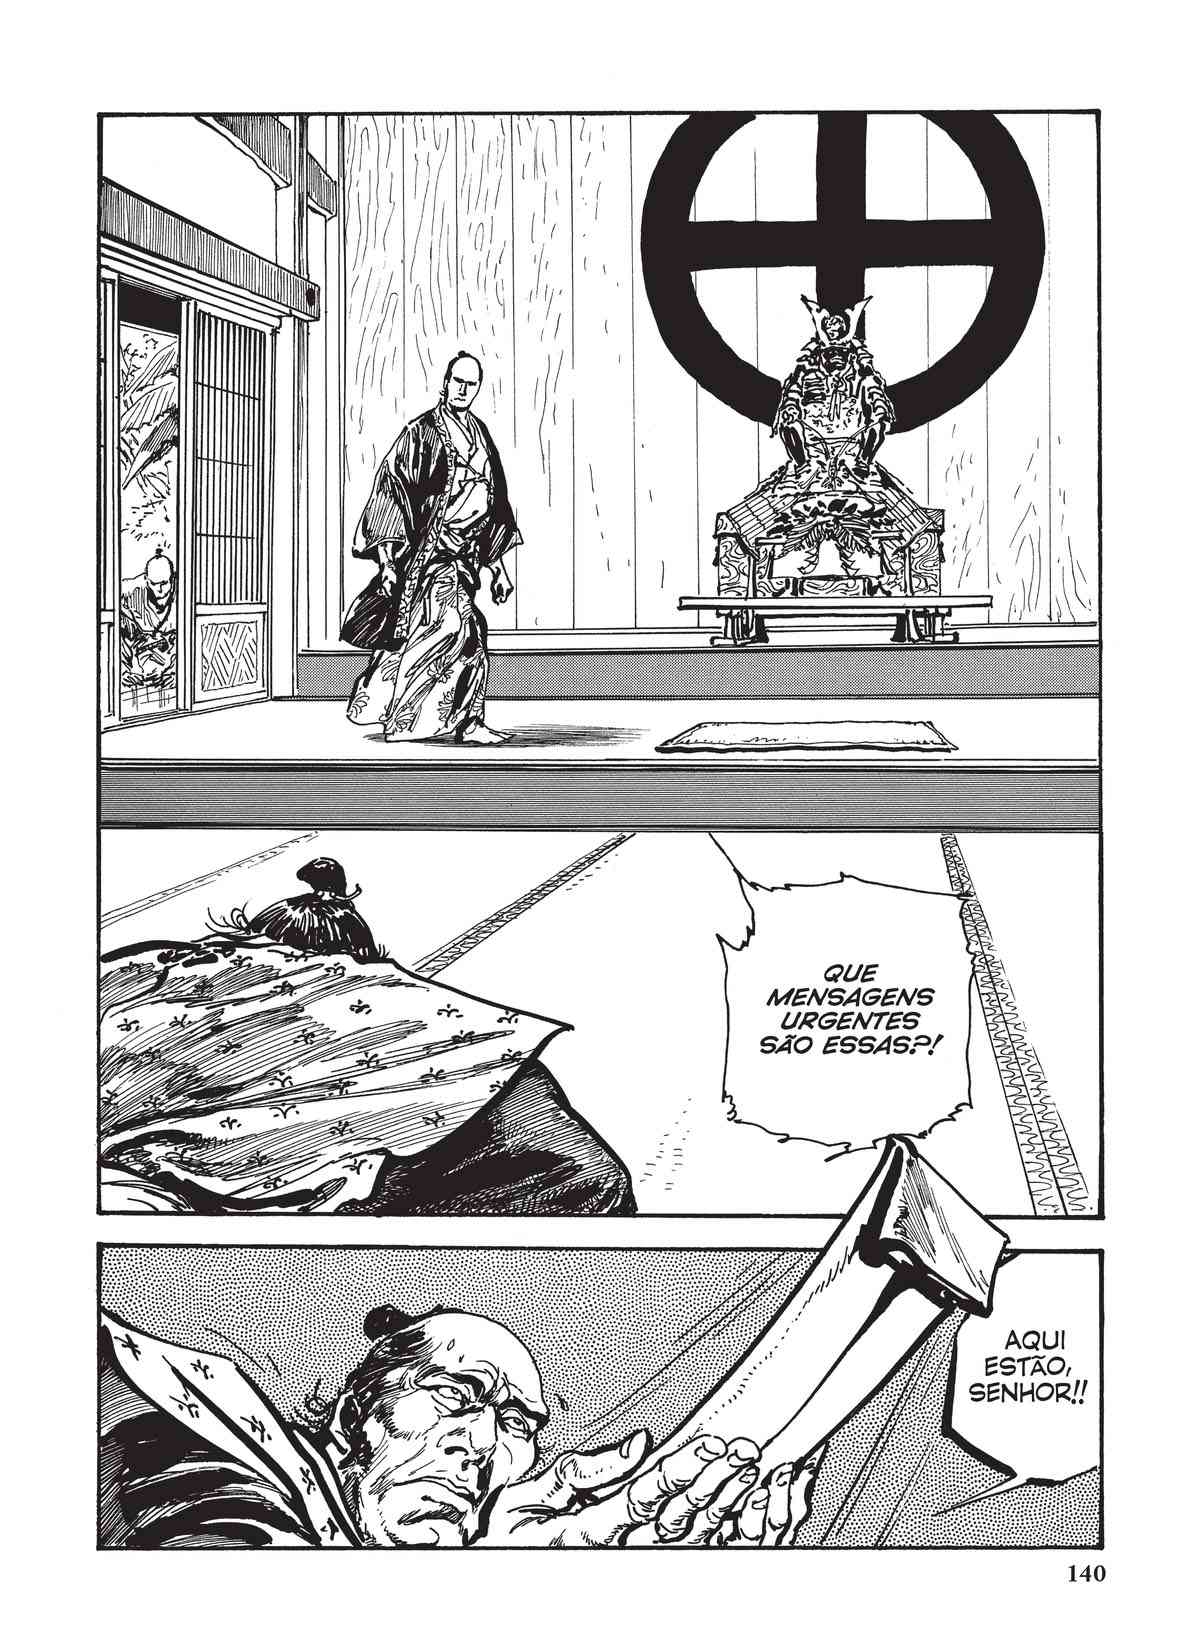 QUE
MENSAGENS
URGENTES
SÃO ESSAS?!
AQUI
ESTÃO,
SENHOR!!
140